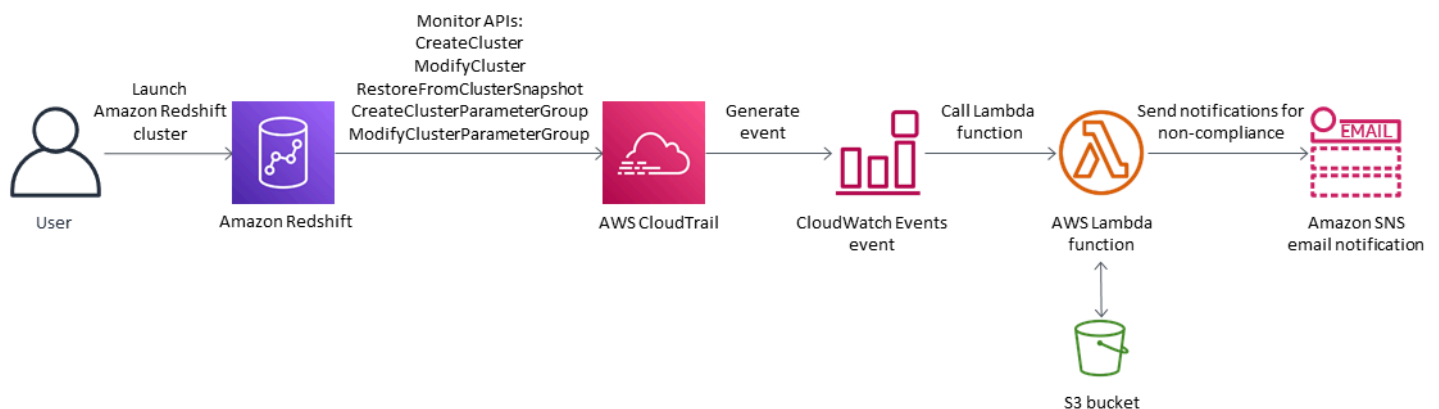 Monitor APIs:
CreateCluster
ModifyCluster
RestoreFromClusterSnapshot
CreateClusterParameterGroup
ModifyClusterParameterGroup
Launch
Amazon Redshift
cluster
Generate
event
Call Lambda
function
Send notifications for
non-compliance
EMAIL
User
Amazon Redshift
AWS CloudTrail
CloudWatch Events
event
AWS Lambda
function
Amazon SNS
email notification
S3 bucket